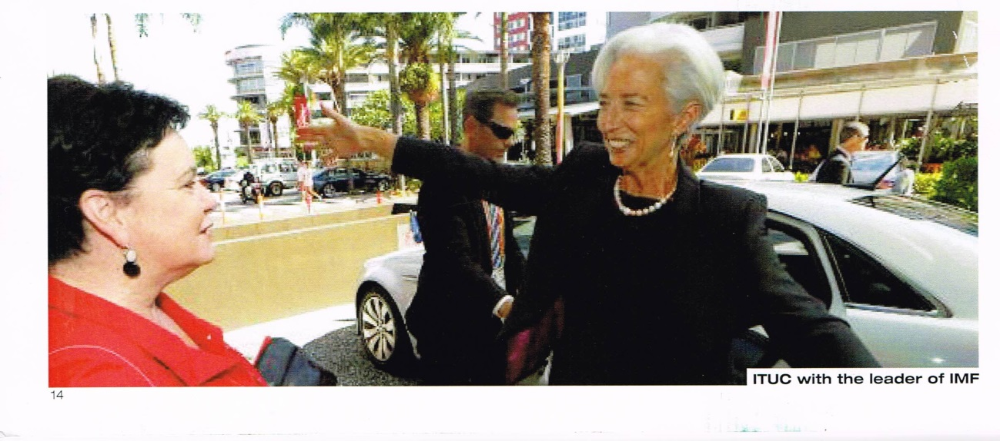 ITUC with the leader of IMF
14